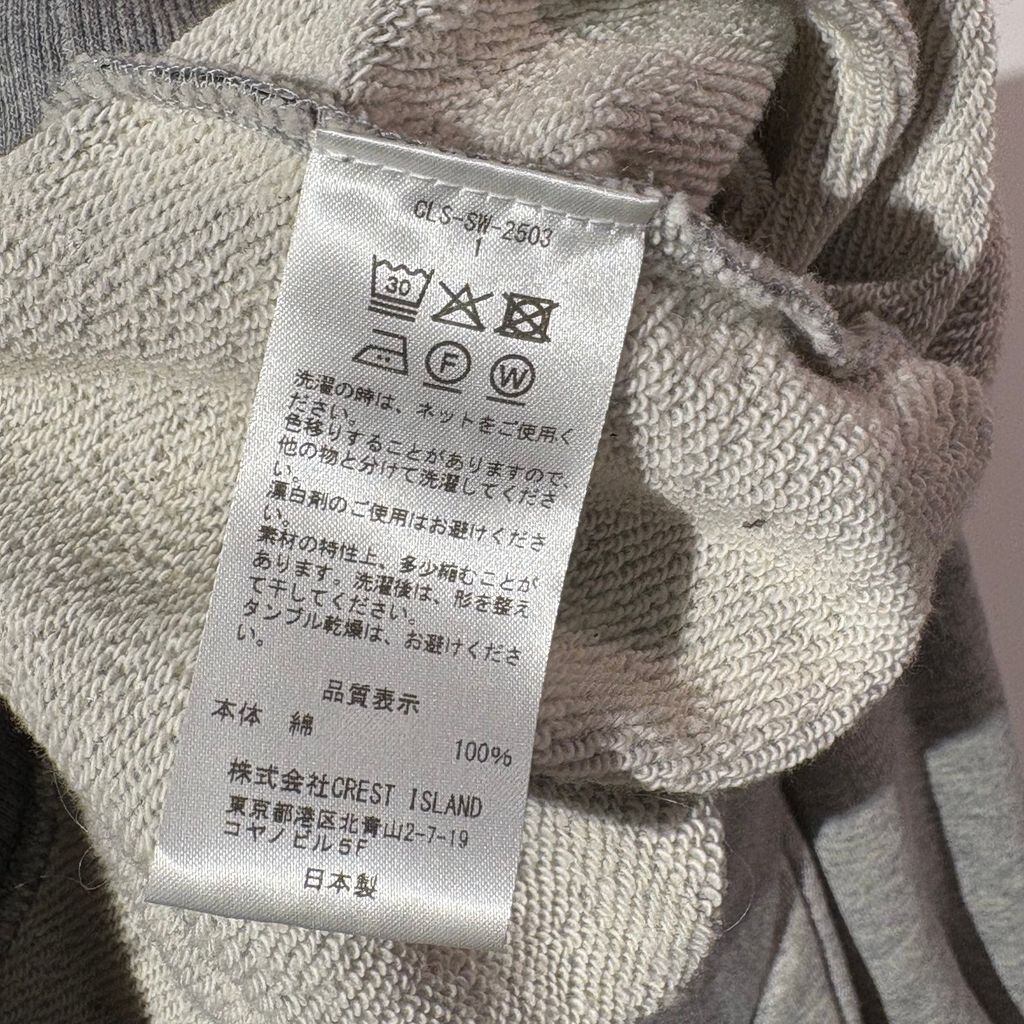 CLS-SW-2503
1
30
F W
洗濯の時は、ネットをご使用く
ださい。
色移りすることがありますので、
他の物と分けて洗濯してくださ
い。
漂白剤のご使用はお避けくださ
い。
素材の特性上、多少縮むことが
あります。洗濯後は、形を整え
て干してください。
タンブル乾燥は、お避けくださ
い。
品質表示
本体 綿
100%
株式会社CREST ISLAND
東京都港区北青山2-7-19
コヤノビル5F
日本製